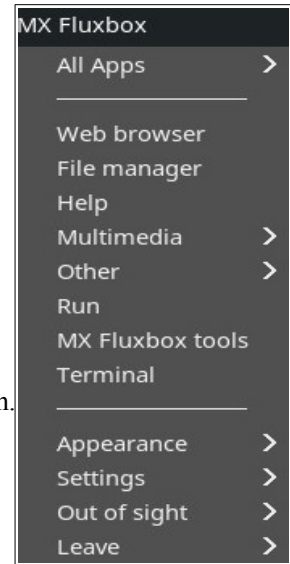 MX Fluxbox
All Apps
Web browser
File manager
Help
Multimedia
Other
Run
MX Fluxbox tools
Terminal
n.
Appearance
Settings
Out of sight
Leave